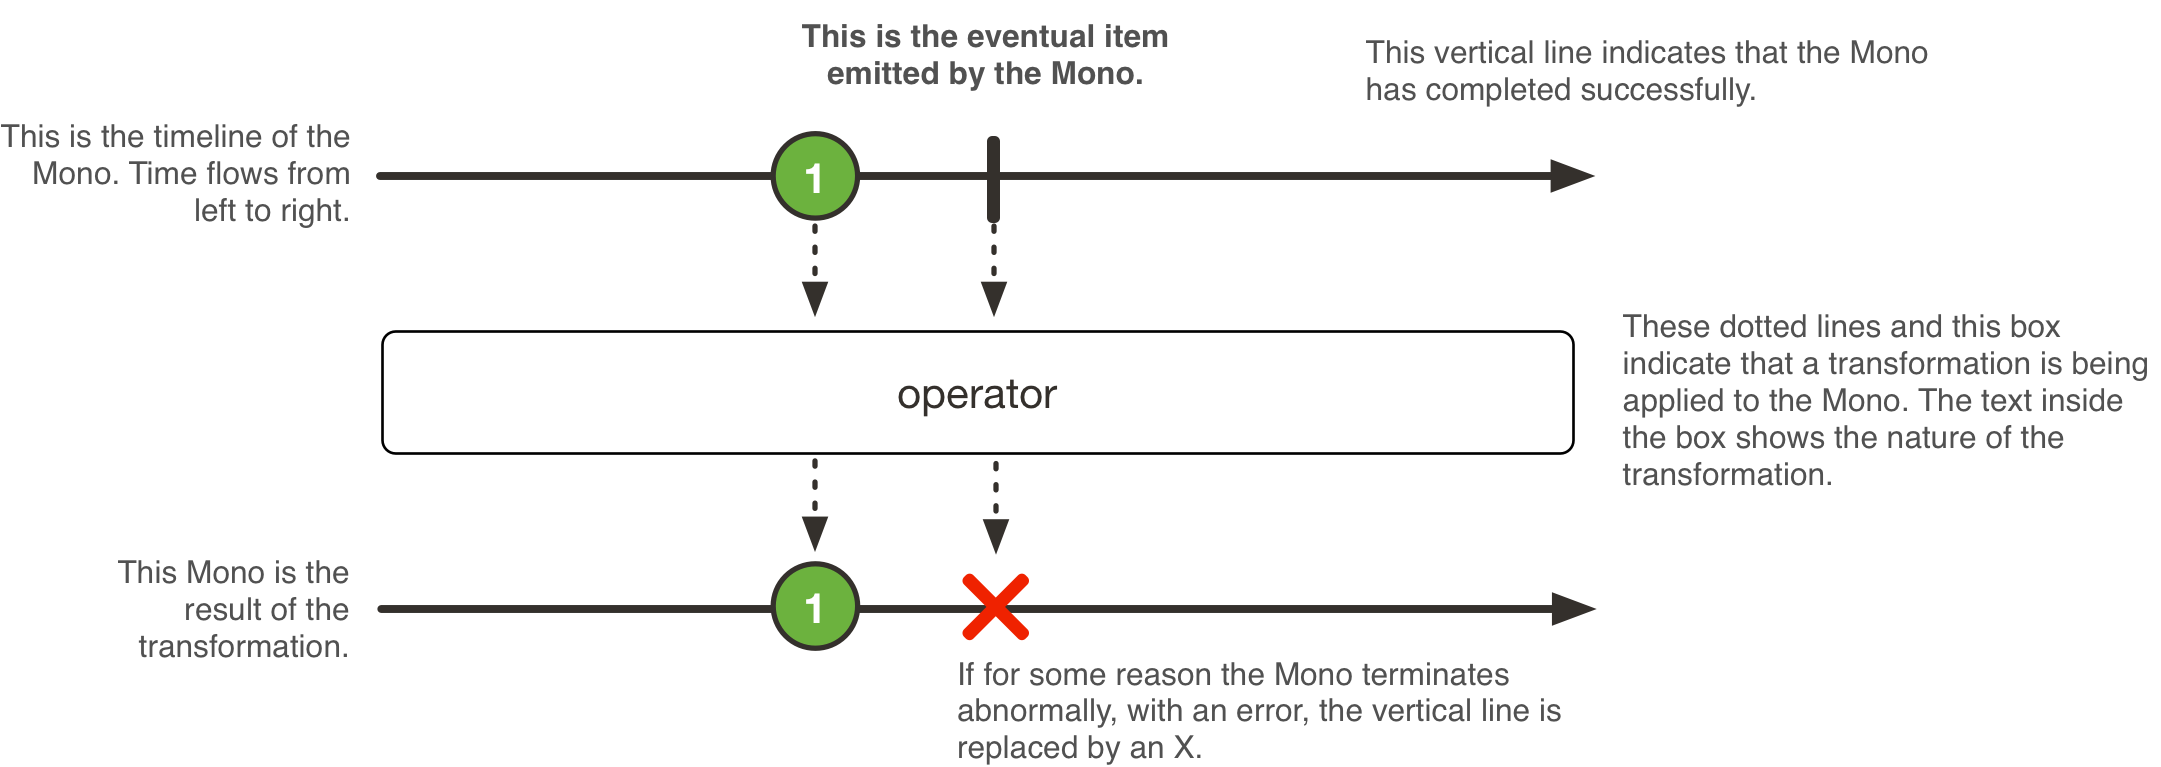 This is the eventual item
emitted by the Mono.
This vertical line indicates that the Mono
has completed successfully.
This is the timeline of the
Mono. Time flows from
left to right.
1
These dotted lines and this box
indicate that a transformation is being
applied to the Mono. The text inside
the box shows the nature of the
transformation.
operator
This Mono is the
result of the
transformation.
1
If for some reason the Mono terminates
abnormally, with an error, the vertical line is
replaced by an X.